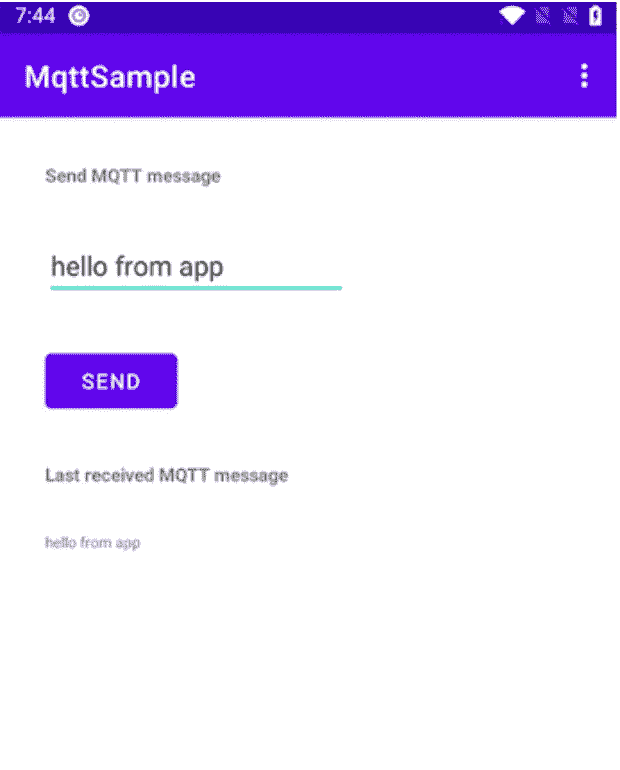 7:44
MqttSample
Send MQTT message
hello from app
SEND
Last received MQTT message
hello from app